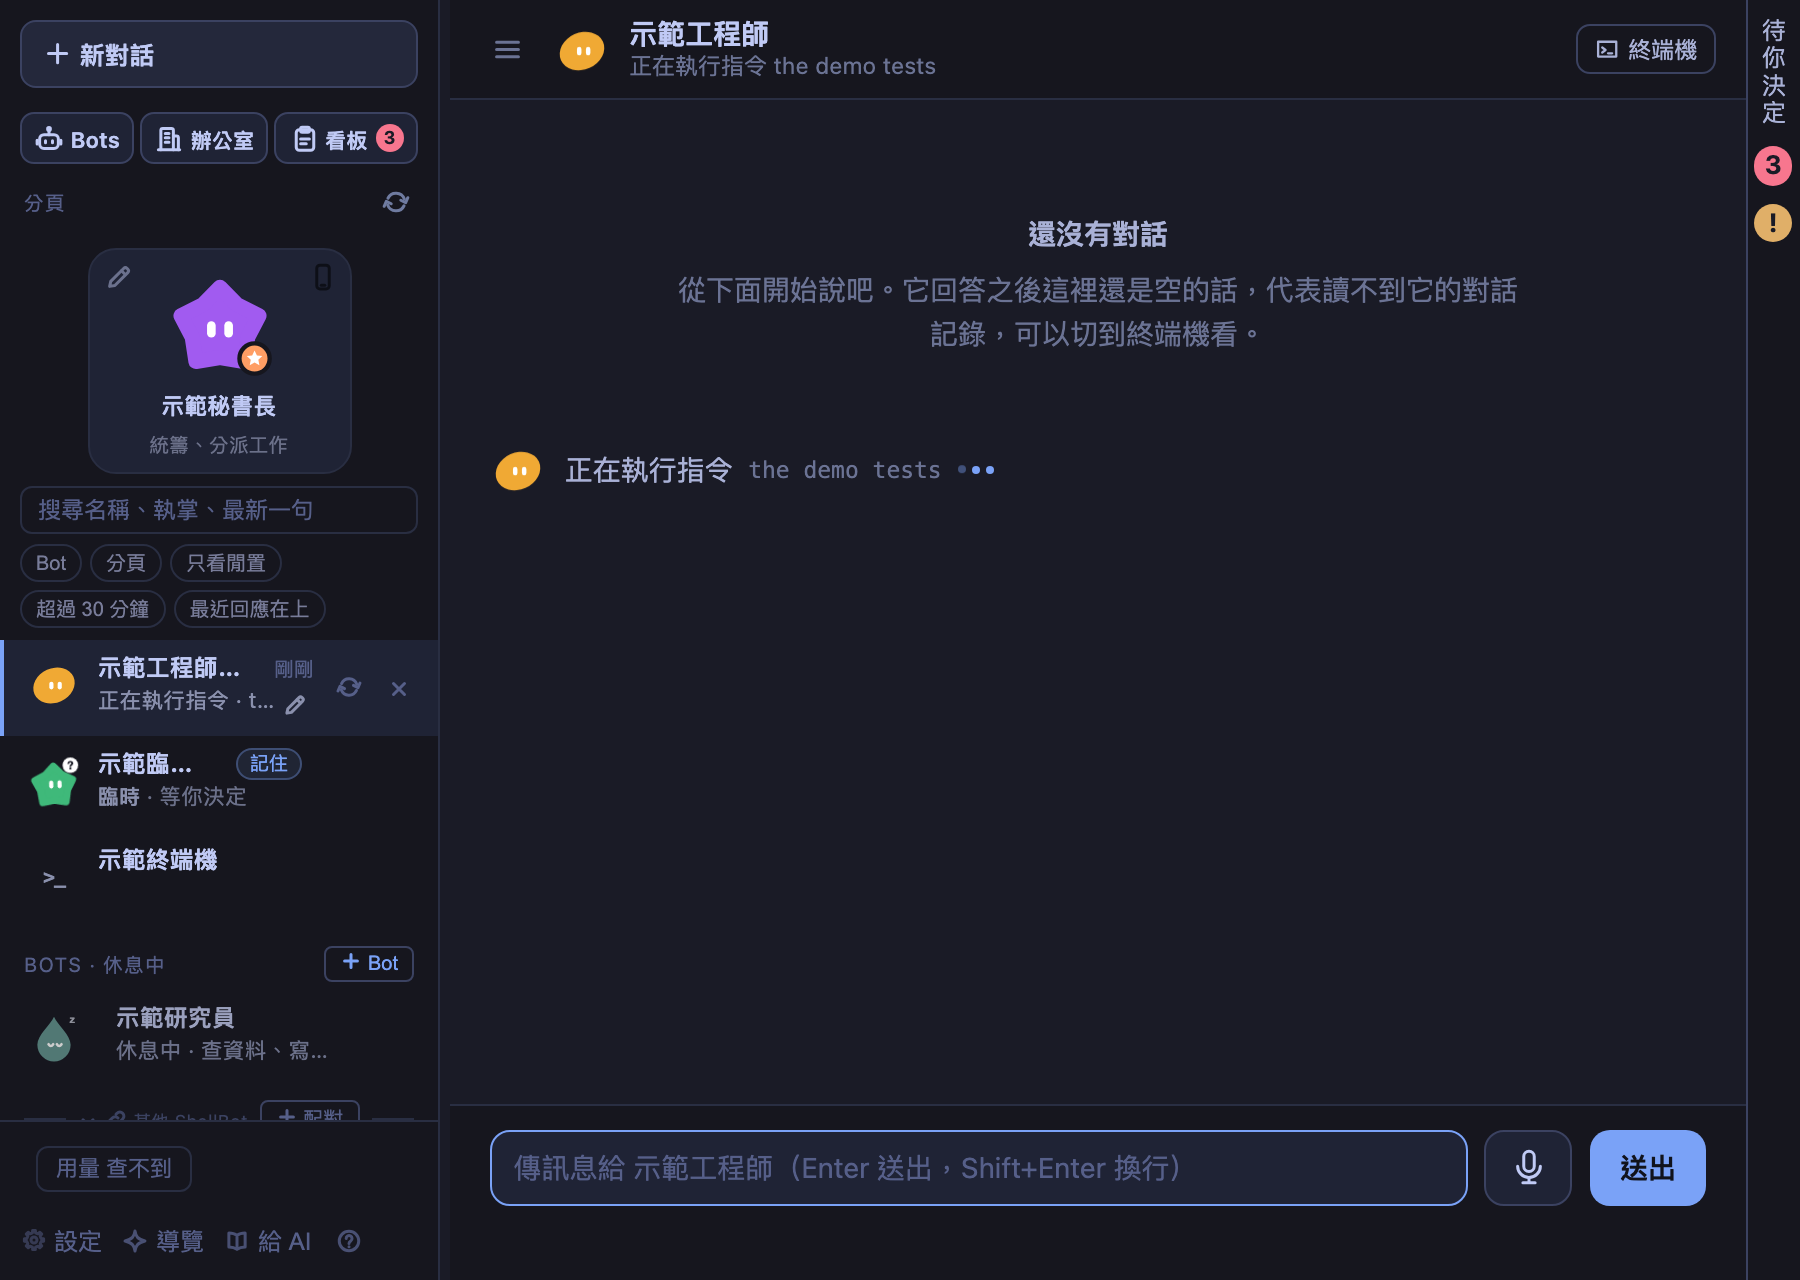 新對話
Bots
辦公室
看板 3
分頁
示範秘書長
統籌、分派工作
搜尋名稱、執掌、最新一句
Bot
分頁
只看閒置
超過 30 分鐘
最近回應在上
示範工程師...
剛剛
正在執行指令 · t...
示範臨...
記住
臨時 · 等你決定
>_
示範終端機
BOTS · 休息中
+ Bot
示範研究員
休息中 · 查資料、寫...
其他 ShellBot
+ 配對
用量 查不到
設定
導覽
給 AI
示範工程師
正在執行指令 the demo tests
終端機
還沒有對話
從下面開始說吧。它回答之後這裡還是空的話，代表讀不到它的對話
記錄，可以切到終端機看。
正在執行指令 the demo tests
傳訊息給 示範工程師（Enter 送出，Shift+Enter 換行）
送出
待你決定
3
!